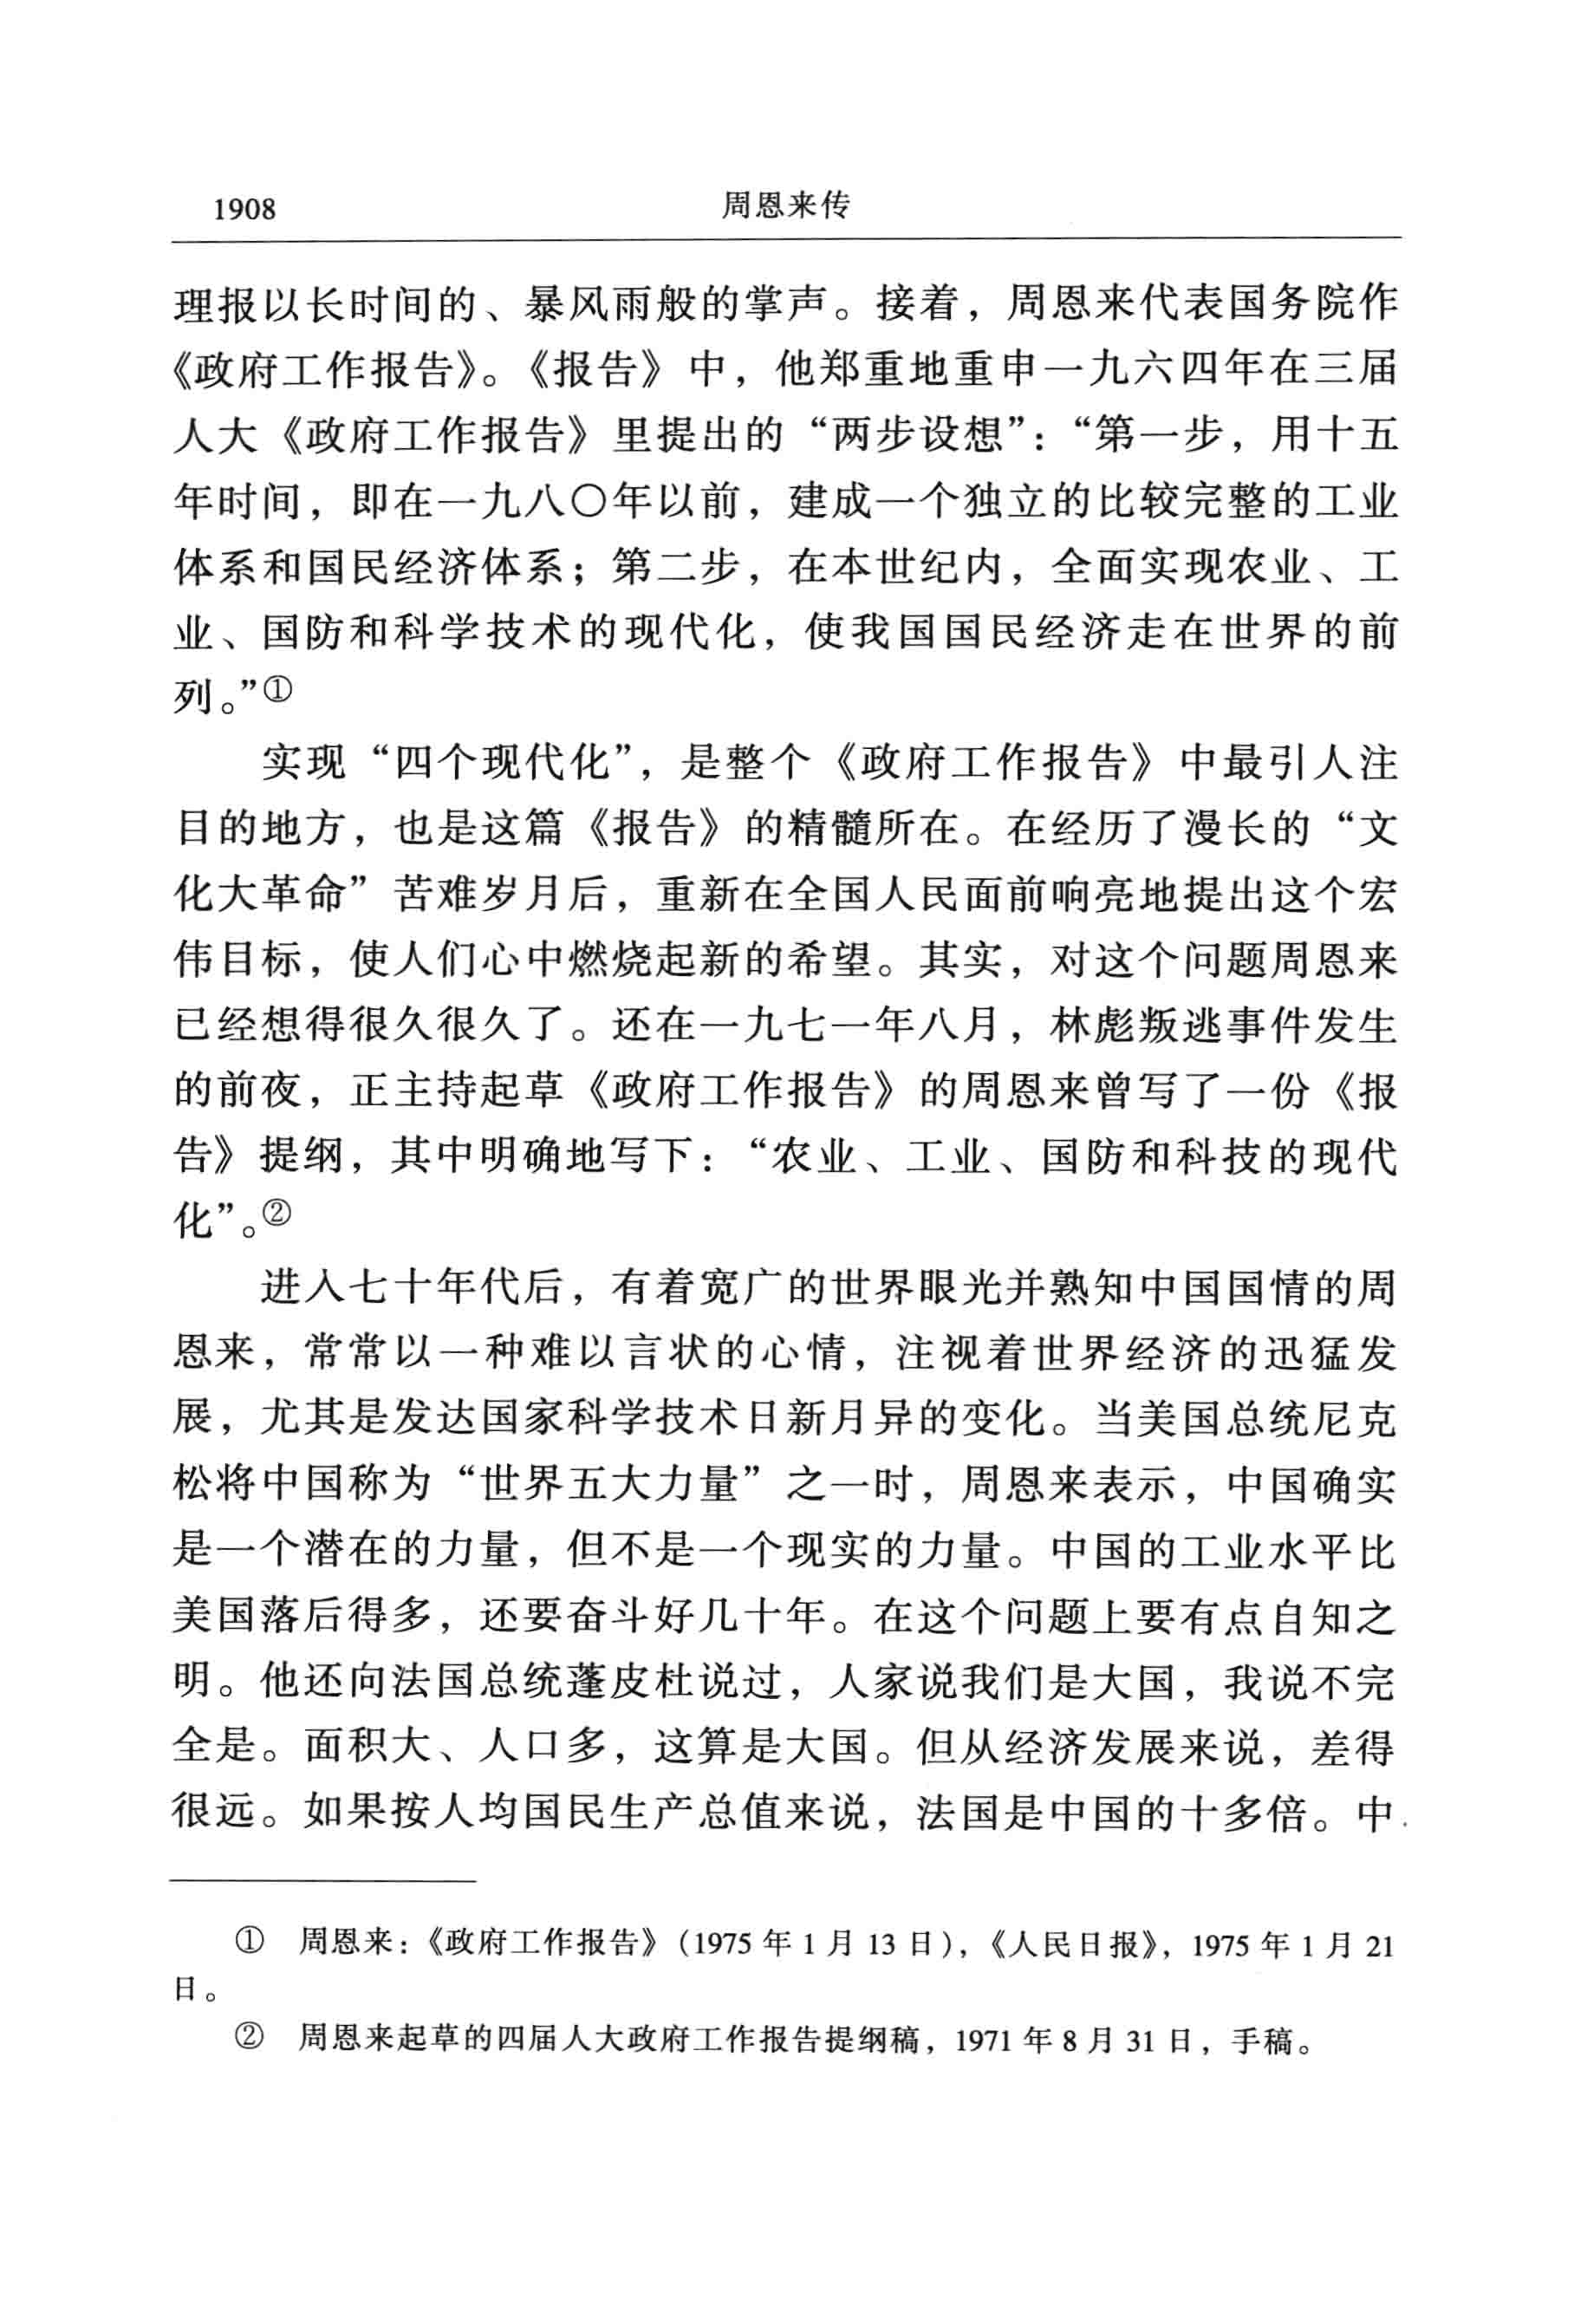 1908 周恩来传
理报以长时间的、暴风雨般的掌声。接着，周恩来代表国务院作
《政府工作报告》。《报告》中，他郑重地重申一九六四年在三届
人大《政府工作报告》里提出的“两步设想”：“第一步，用十五
年时间，即在一九八〇年以前，建成一个独立的比较完整的工业
体系和国民经济体系；第二步，在本世纪内，全面实现农业、工
业、国防和科学技术的现代化，使我国国民经济走在世界的前
列。”①
实现“四个现代化”，是整个《政府工作报告》中最引人注
目的地方，也是这篇《报告》的精髓所在。在经历了漫长的“文
化大革命”苦难岁月后，重新在全国人民面前响亮地提出这个宏
伟目标，使人们心中燃烧起新的希望。其实，对这个问题周恩来
已经想得很久很久了。还在一九七一年八月，林彪叛逃事件发生
的前夜，正主持起草《政府工作报告》的周恩来曾写了一份《报
告》提纲，其中明确地写下：“农业、工业、国防和科技的现代
化”。②
进入七十年代后，有着宽广的世界眼光并熟知中国国情的周
恩来，常常以一种难以言状的心情，注视着世界经济的迅猛发
展，尤其是发达国家科学技术日新月异的变化。当美国总统尼克
松将中国称为“世界五大力量”之一时，周恩来表示，中国确实
是一个潜在的力量，但不是一个现实的力量。中国的工业水平比
美国落后得多，还要奋斗好几十年。在这个问题上要有点自知之
明。他还向法国总统蓬皮杜说过，人家说我们是大国，我说不完
全是。面积大、人口多，这算是大国。但从经济发展来说，差得
很远。如果按人均国民生产总值来说，法国是中国的十多倍。中
① 周恩来：《政府工作报告》（1975 年 1 月 13 日），《人民日报》，1975 年 1 月 21
日。
② 周恩来起草的四届人大政府工作报告提纲稿，1971 年 8 月 31 日，手稿。